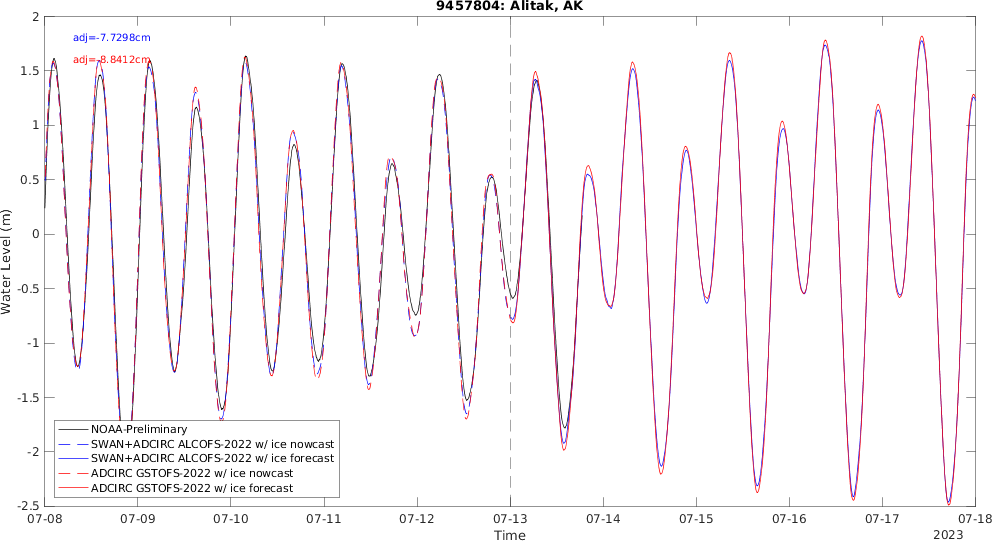 9457804: Alitak, AK
adj=-7.7298cm
adj=-8.8412cm
2
1.5
1
0.5
0
-0.5
-1
-1.5
-2
-2.5
Water Level (m)
NOAA-Preliminary
SWAN+ADCIRC ALCOFS-2022 w/ ice nowcast
SWAN+ADCIRC ALCOFS-2022 w/ ice forecast
ADCIRC GSTOFS-2022 w/ ice nowcast
ADCIRC GSTOFS-2022 w/ ice forecast
07-08 07-09 07-10 07-11 07-12 07-13 07-14 07-15 07-16 07-17 07-18
Time
2023